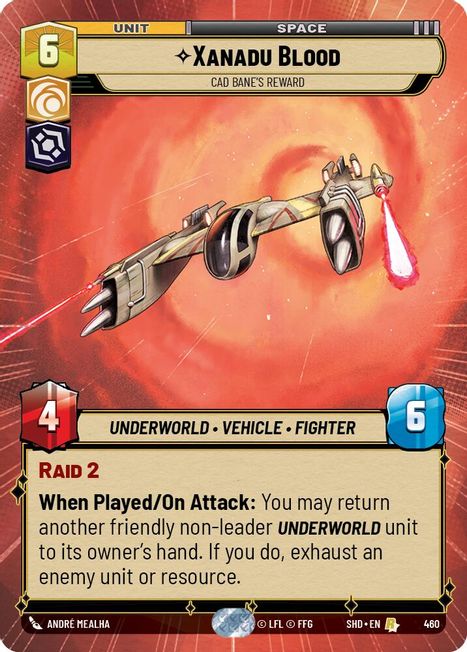 UNIT
SPACE
6
✧XANADU BLOOD
CAD BANE'S REWARD
4
UNDERWORLD • VEHICLE • FIGHTER
6
RAID 2
When Played/On Attack: You may return
another friendly non-leader UNDERWORLD unit
to its owner's hand. If you do, exhaust an
enemy unit or resource.
ANDRÉ MEALHA
© LFL © FFG
SHD • EN
R
460